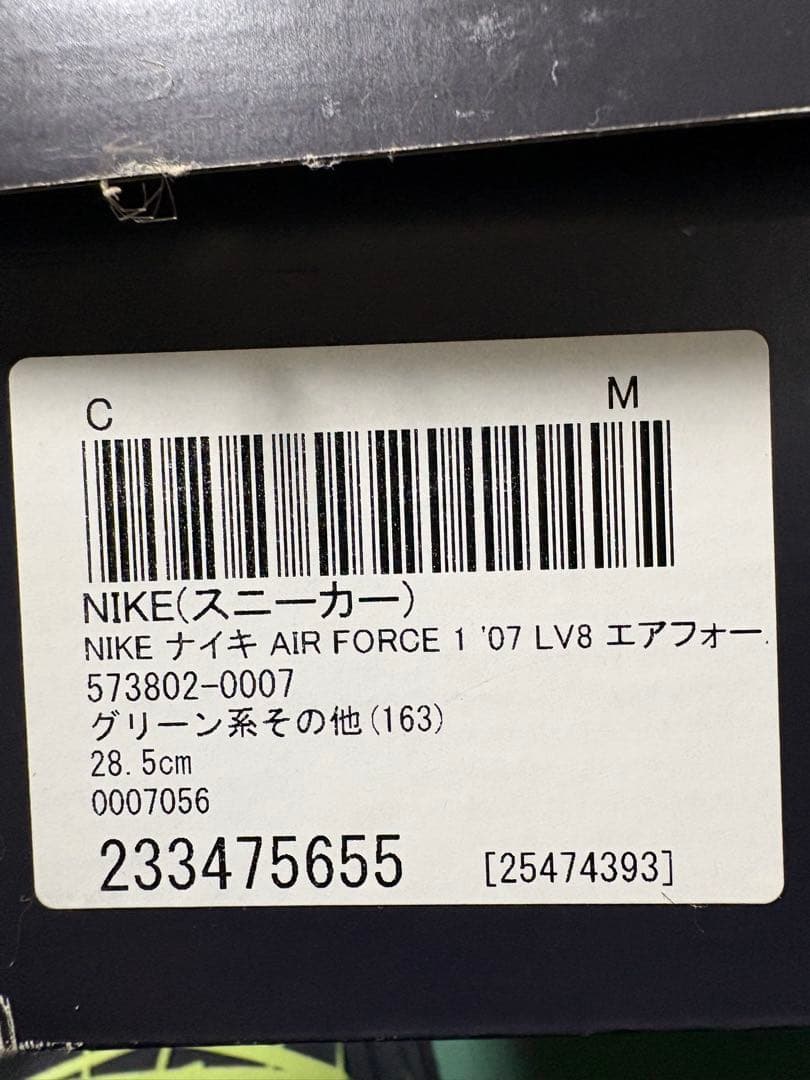 C M
NIKE(スニーカー)
NIKE ナイキ AIR FORCE 1 '07 LV8 エアフォー
573802-0007
グリーン系その他(163)
28.5cm
0007056
233475655 [25474393]